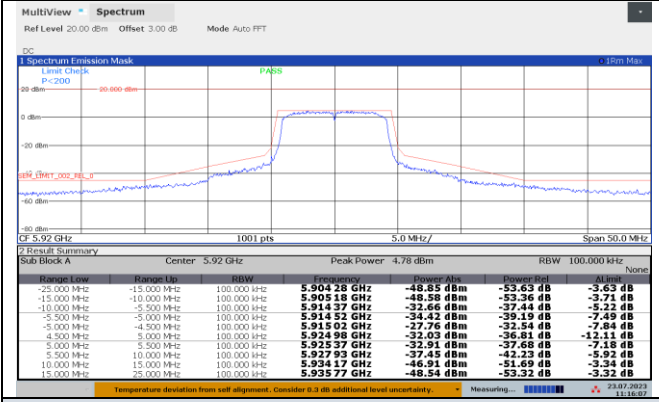 MultiView Spectrum
Ref Level 20.00 dBm Offset 3.00 dB Mode Auto FFT
DC
1 Spectrum Emission Mask 1Rm Max
Limit Check PASS
P<200
20 dBm 20.000 dBm
0 dBm
-20 dBm
SEM_LIMIT_002_REL_0
-60 dBm
-80 dBm
CF 5.92 GHz 1001 pts 5.0 MHz/ Span 50.0 MHz
2 Result Summary
Sub Block A Center 5.92 GHz Peak Power 4.78 dBm RBW 100.000 kHz
None
Range Low Range Up RBW Frequency Power Abs Power Rel ΔLimit
-25.000 MHz -15.000 MHz 100.000 kHz 5.904 28 GHz -48.85 dBm -53.63 dB -3.63 dB
-15.000 MHz -10.000 MHz 100.000 kHz 5.905 18 GHz -48.58 dBm -53.36 dB -3.71 dB
-10.000 MHz -5.500 MHz 100.000 kHz 5.914 37 GHz -32.66 dBm -37.44 dB -5.22 dB
-5.500 MHz -5.000 MHz 100.000 kHz 5.914 52 GHz -34.42 dBm -39.19 dB -7.49 dB
-5.000 MHz -4.500 MHz 100.000 kHz 5.915 02 GHz -27.76 dBm -32.54 dB -7.84 dB
4.500 MHz 5.000 MHz 100.000 kHz 5.924 98 GHz -32.03 dBm -36.81 dB -12.11 dB
5.000 MHz 5.500 MHz 100.000 kHz 5.925 37 GHz -32.91 dBm -37.68 dB -7.18 dB
5.500 MHz 10.000 MHz 100.000 kHz 5.927 93 GHz -37.45 dBm -42.23 dB -5.92 dB
10.000 MHz 15.000 MHz 100.000 kHz 5.934 17 GHz -46.91 dBm -51.69 dB -3.34 dB
15.000 MHz 25.000 MHz 100.000 kHz 5.935 77 GHz -48.54 dBm -53.32 dB -3.32 dB
Temperature deviation from self alignment. Consider 0.3 dB additional level uncertainty. Measuring... 23.07.2023
11:16:07